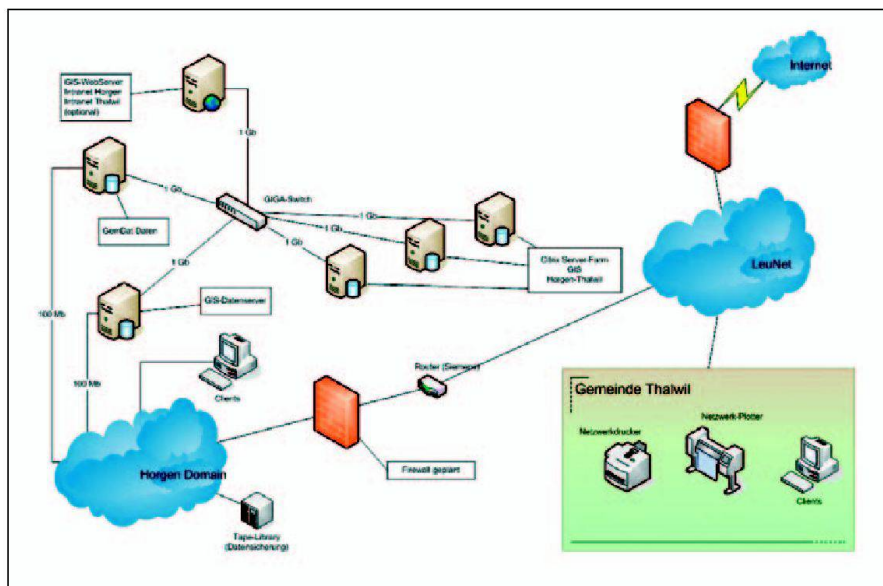 GIS-WebServer
Intranet Horgen
Intranet Thalwil
(optional)
Internet
1 Gb
1 Gb
GIGA-Switch
1 Gb
1 Gb
1 Gb
GemDat Daten
1 Gb
Citrix Server-Farm
GIS
Horgen-Thalwil
LeuNet
GIS-Datenserver
100 Mb
100 Mb
Clients
Router (Siemens)
Gemeinde Thalwil
Netzwerkdrucker
Netzwerk-Plotter
Clients
Horgen Domain
Firewall geplant
Tape-Library
(Datensicherung)